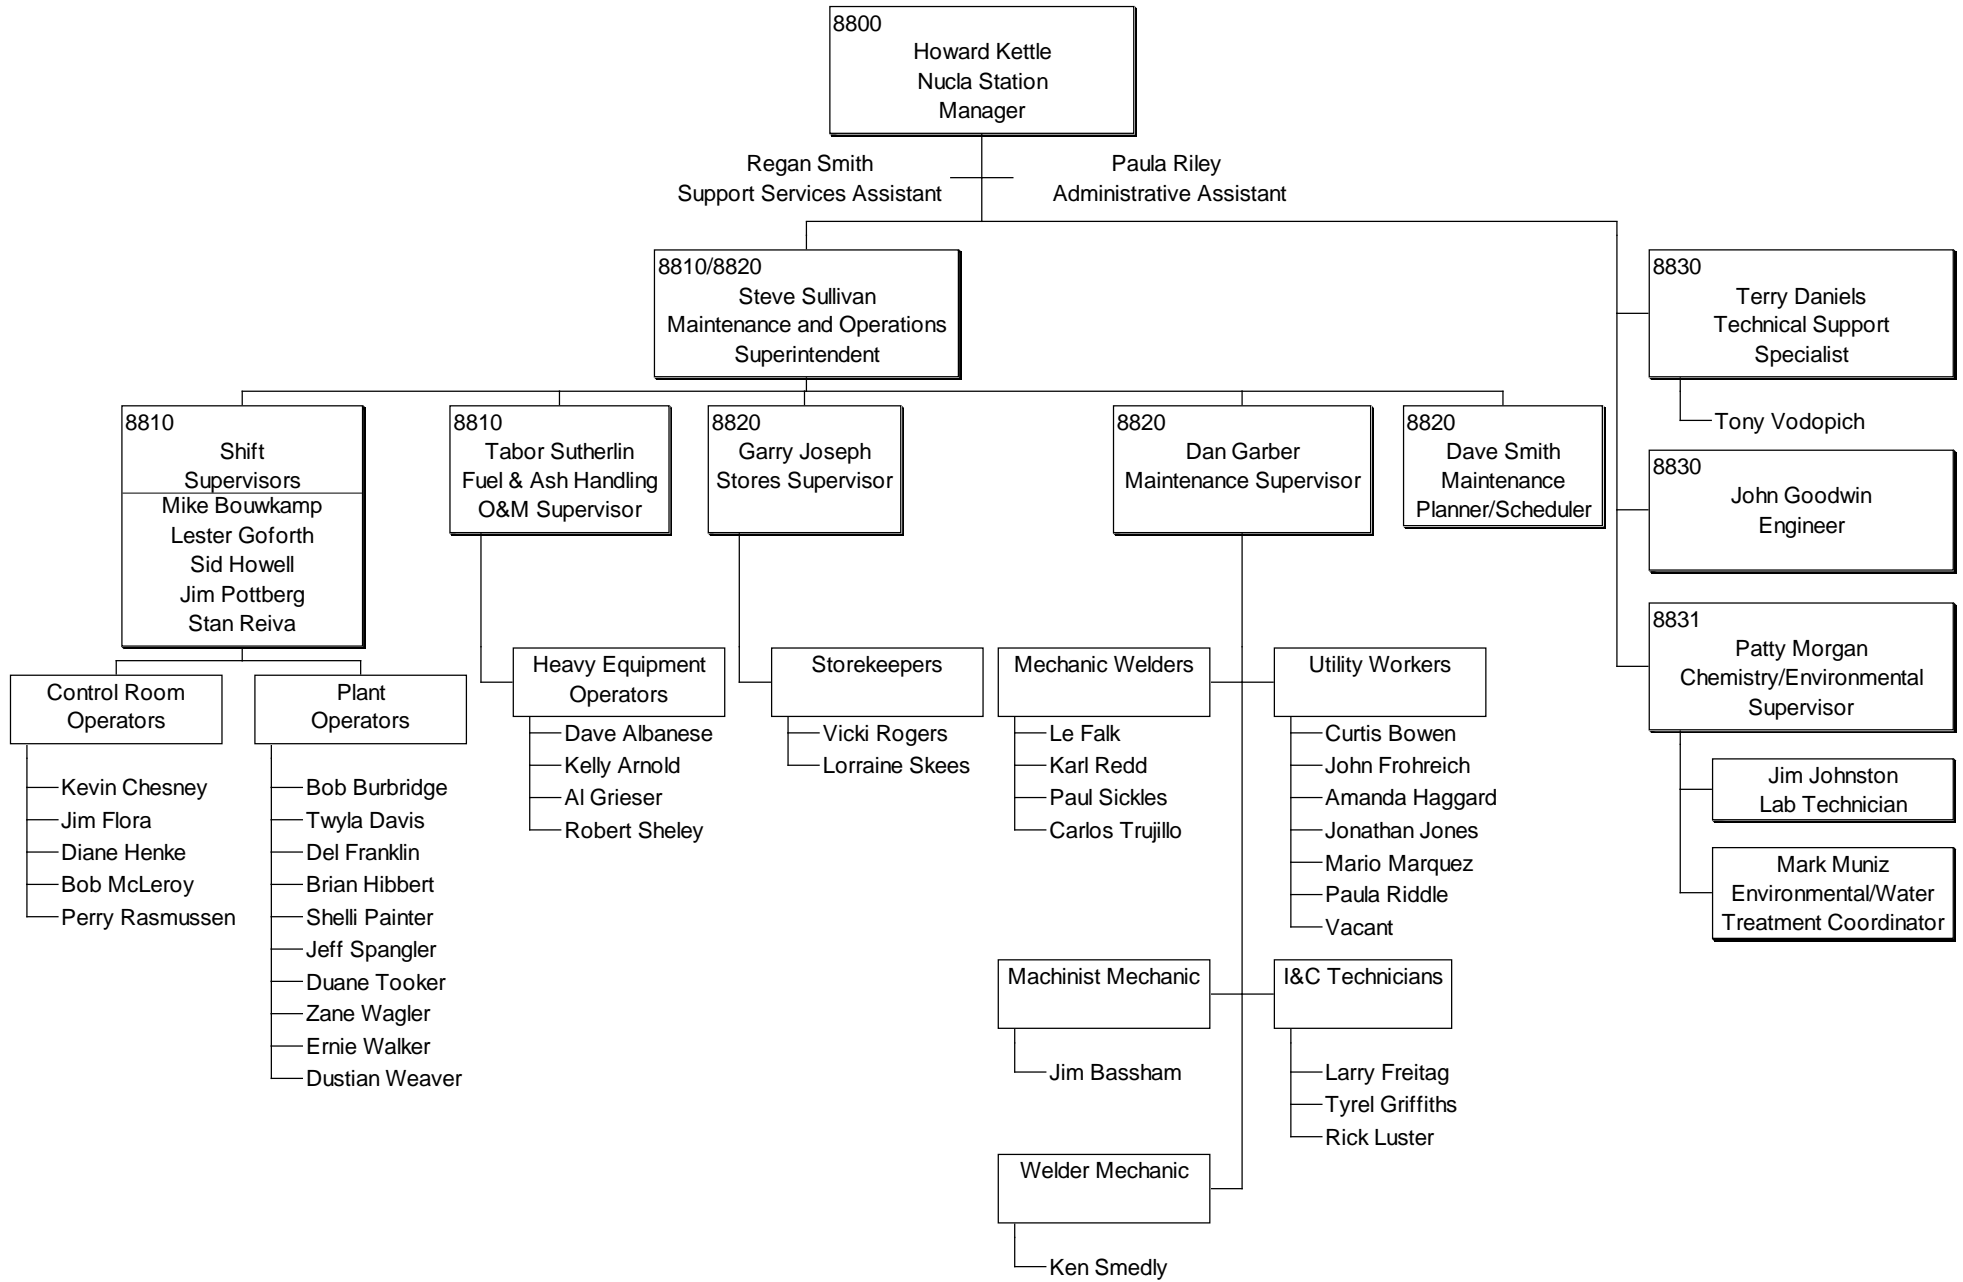 8800
Howard Kettle
Nucla Station
Manager
Regan Smith
Support Services Assistant
Paula Riley
Administrative Assistant
8810/8820
Steve Sullivan
Maintenance and Operations
Superintendent
8830
Terry Daniels
Technical Support
Specialist
Tony Vodopich
8830
John Goodwin
Engineer
8831
Patty Morgan
Chemistry/Environmental
Supervisor
Jim Johnston
Lab Technician
Mark Muniz
Environmental/Water
Treatment Coordinator
8810
Shift
Supervisors
Mike Bouwkamp
Lester Goforth
Sid Howell
Jim Pottberg
Stan Reiva
Control Room
Operators
Kevin Chesney
Jim Flora
Diane Henke
Bob McLeroy
Perry Rasmussen
Plant
Operators
Bob Burbridge
Twyla Davis
Del Franklin
Brian Hibbert
Shelli Painter
Jeff Spangler
Duane Tooker
Zane Wagler
Ernie Walker
Dustian Weaver
8810
Tabor Sutherlin
Fuel & Ash Handling
O&M Supervisor
Heavy Equipment
Operators
Dave Albanese
Kelly Arnold
Al Grieser
Robert Sheley
8820
Garry Joseph
Stores Supervisor
Storekeepers
Vicki Rogers
Lorraine Skees
8820
Dan Garber
Maintenance Supervisor
Mechanic Welders
Le Falk
Karl Redd
Paul Sickles
Carlos Trujillo
Utility Workers
Curtis Bowen
John Frohreich
Amanda Haggard
Jonathan Jones
Mario Marquez
Paula Riddle
Vacant
Machinist Mechanic
Jim Bassham
I&C Technicians
Larry Freitag
Tyrel Griffiths
Rick Luster
Welder Mechanic
Ken Smedly
8820
Dave Smith
Maintenance
Planner/Scheduler